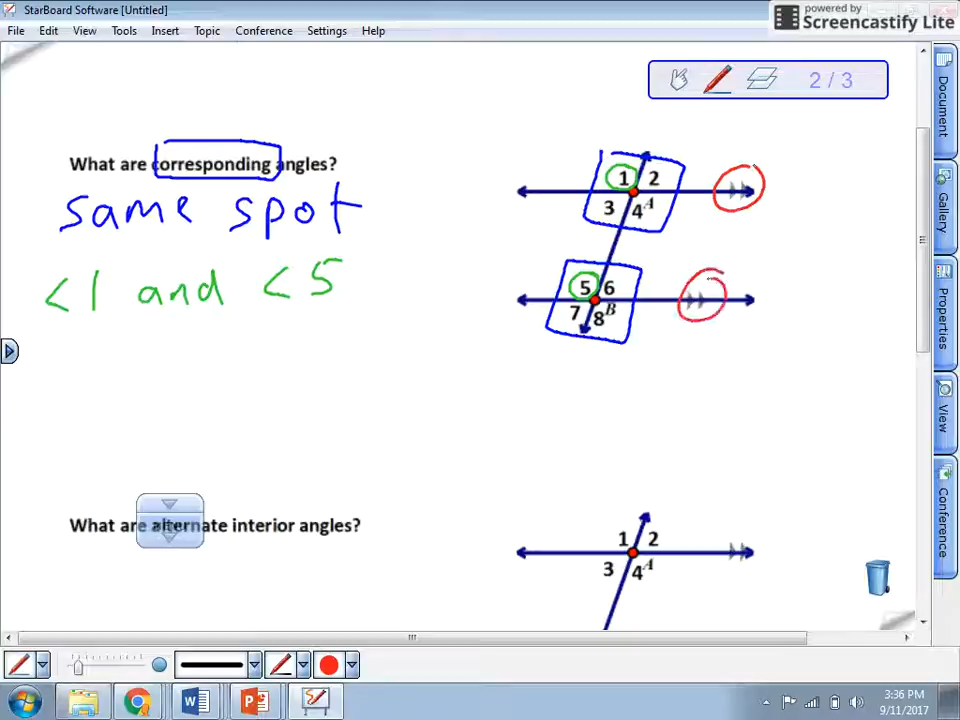 StarBoard Software [Untitled]
powered by
Screencastify Lite
File Edit View Tools Insert Topic Conference Settings Help
2 / 3
What are corresponding angles?
same spot
<1 and <5
1 2
3 4 A
5 6
7 8 B
What are alternate interior angles?
1 2
3 4 A
Document
Gallery
Properties
View
Conference
3:36 PM
9/11/2017